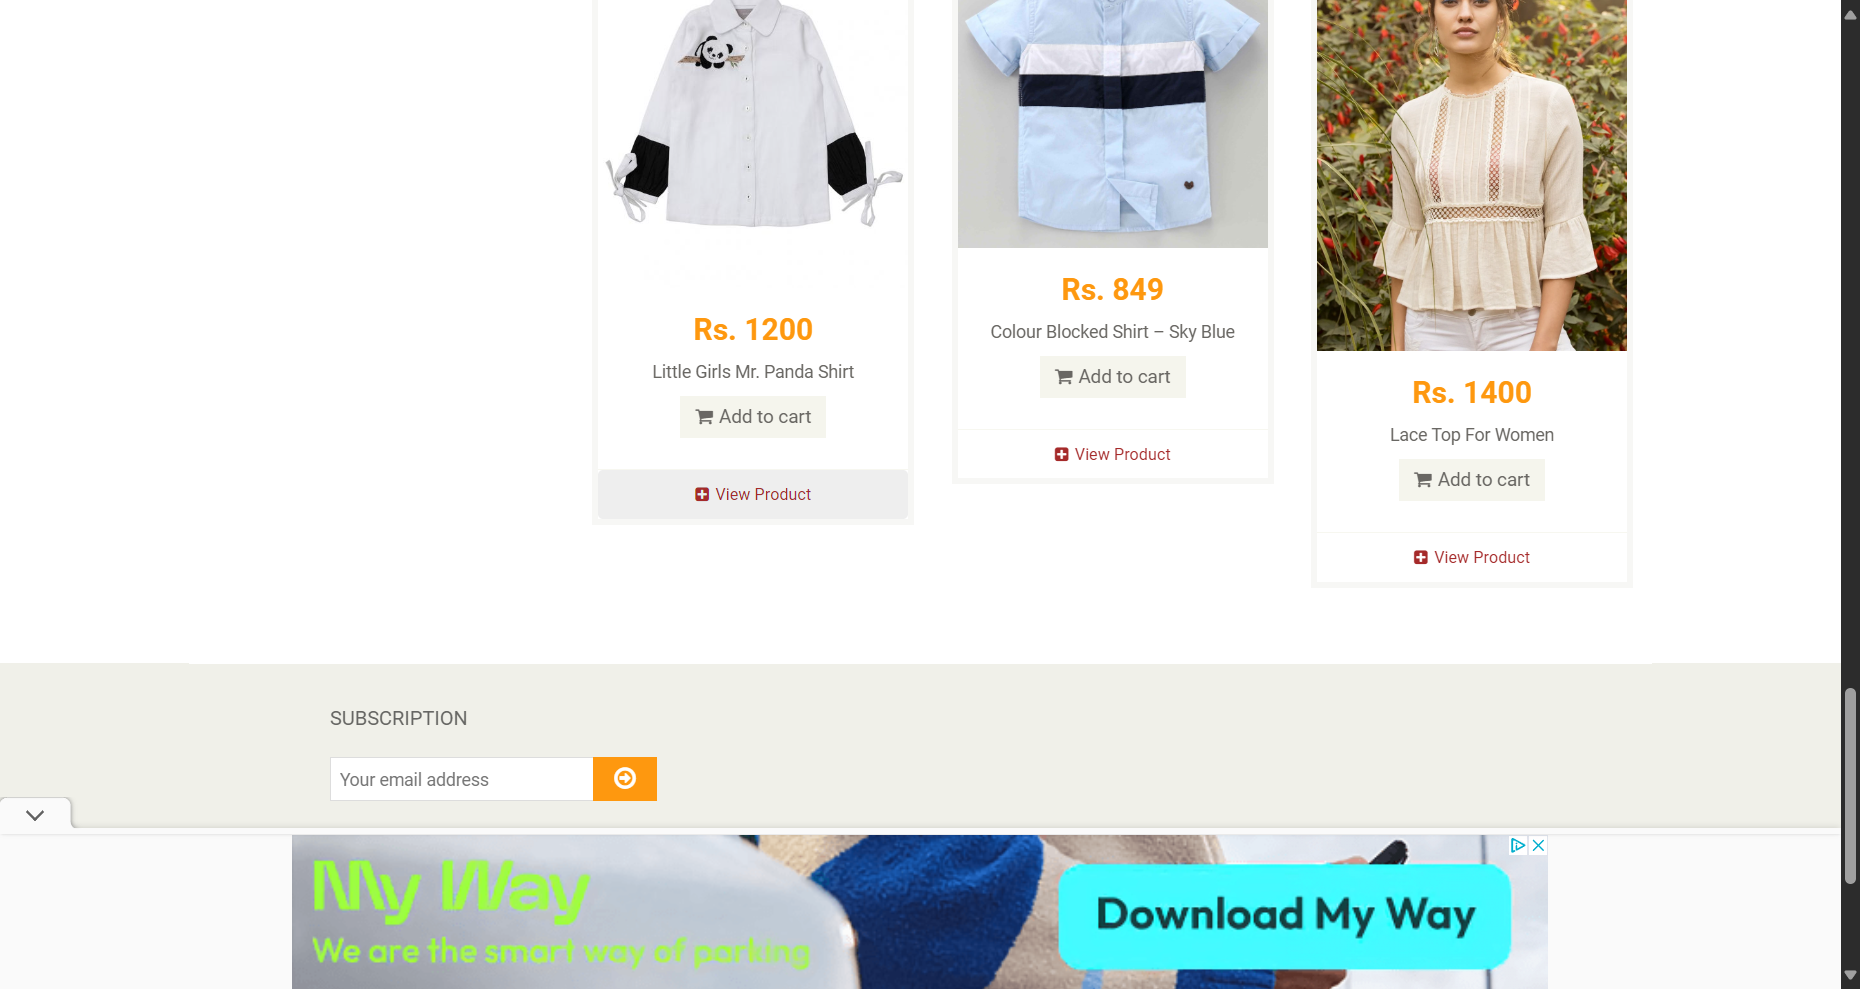 Rs. 1200
Little Girls Mr. Panda Shirt
Add to cart
View Product
Rs. 849
Colour Blocked Shirt – Sky Blue
Add to cart
View Product
Rs. 1400
Lace Top For Women
Add to cart
View Product
SUBSCRIPTION
Your email address
My Way
We are the smart way of parking
Download My Way